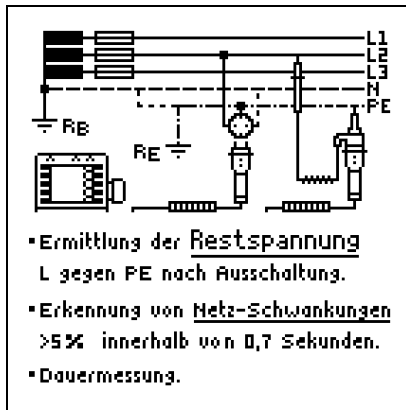 L1
L2
L3
N
PE
RB
RE
▪Ermittlung der Restspannung
L gegen PE nach Ausschaltung.
▪Erkennung von Netz-Schwankungen
>5% innerhalb von 0,7 Sekunden.
▪Dauermessung.